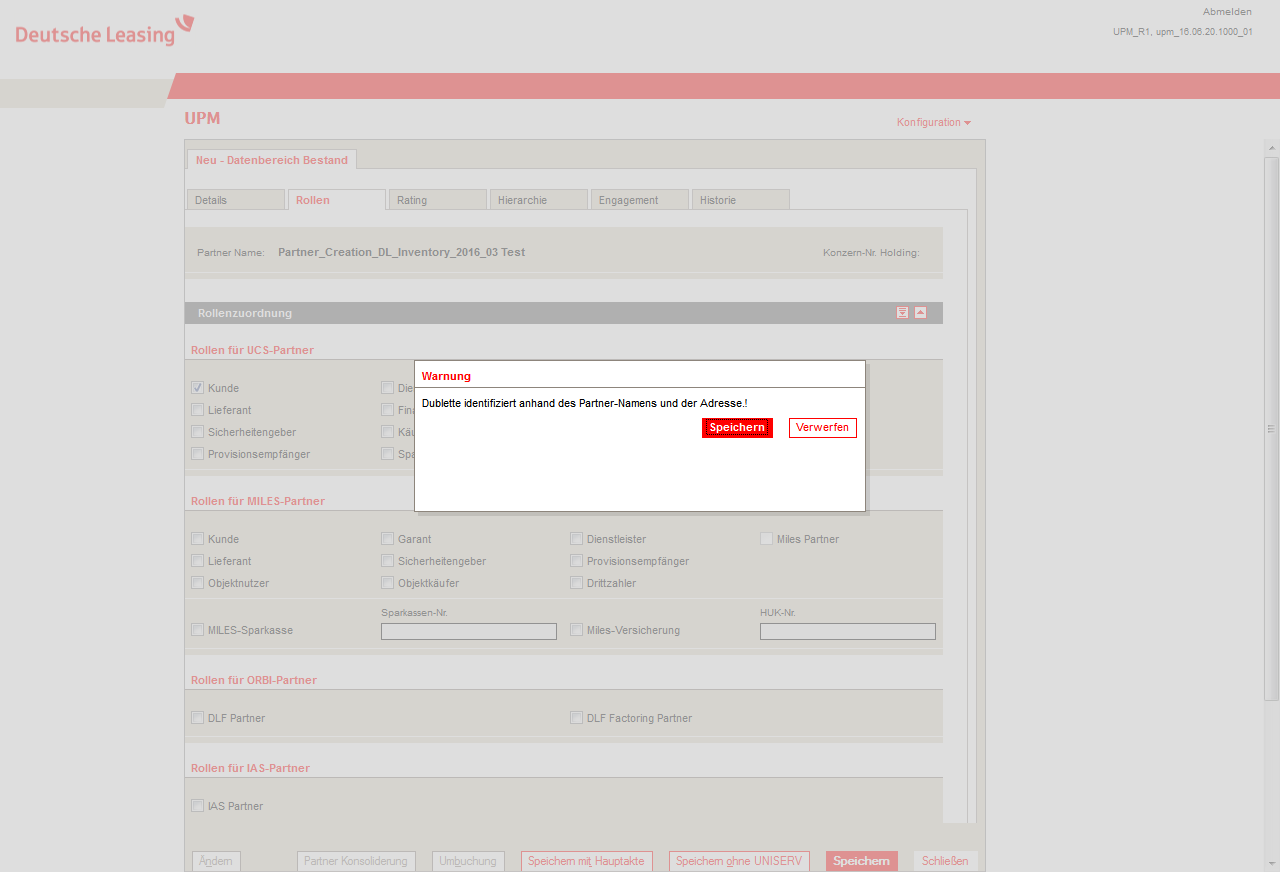 Deutsche Leasing
Abmelden
UPM_R1, upm_16.06.20.1000_01
UPM
Konfiguration
Neu - Datenbereich Bestand
Details Rollen Rating Hierarchie Engagement Historie
Partner Name: Partner_Creation_DL_Inventory_2016_03 Test Konzern-Nr. Holding:
Rollenzuordnung
Rollen für UCS-Partner
Kunde Die
Lieferant Fina
Sicherheitengeber Käu
Provisionsempfänger Spa
Warnung
Dublette identifiziert anhand des Partner-Namens und der Adresse.!
Speichern Verwerfen
Rollen für MILES-Partner
Kunde Garant Dienstleister Miles Partner
Lieferant Sicherheitengeber Provisionsempfänger
Objektnutzer Objektkäufer Drittzahler
Sparkassen-Nr. HUK-Nr.
MILES-Sparkasse Miles-Versicherung
Rollen für ORBI-Partner
DLF Partner DLF Factoring Partner
Rollen für IAS-Partner
IAS Partner
Ändern Partner Konsolidierung Umbuchung Speichern mit Hauptakte Speichern ohne UNISERV Speichern Schließen